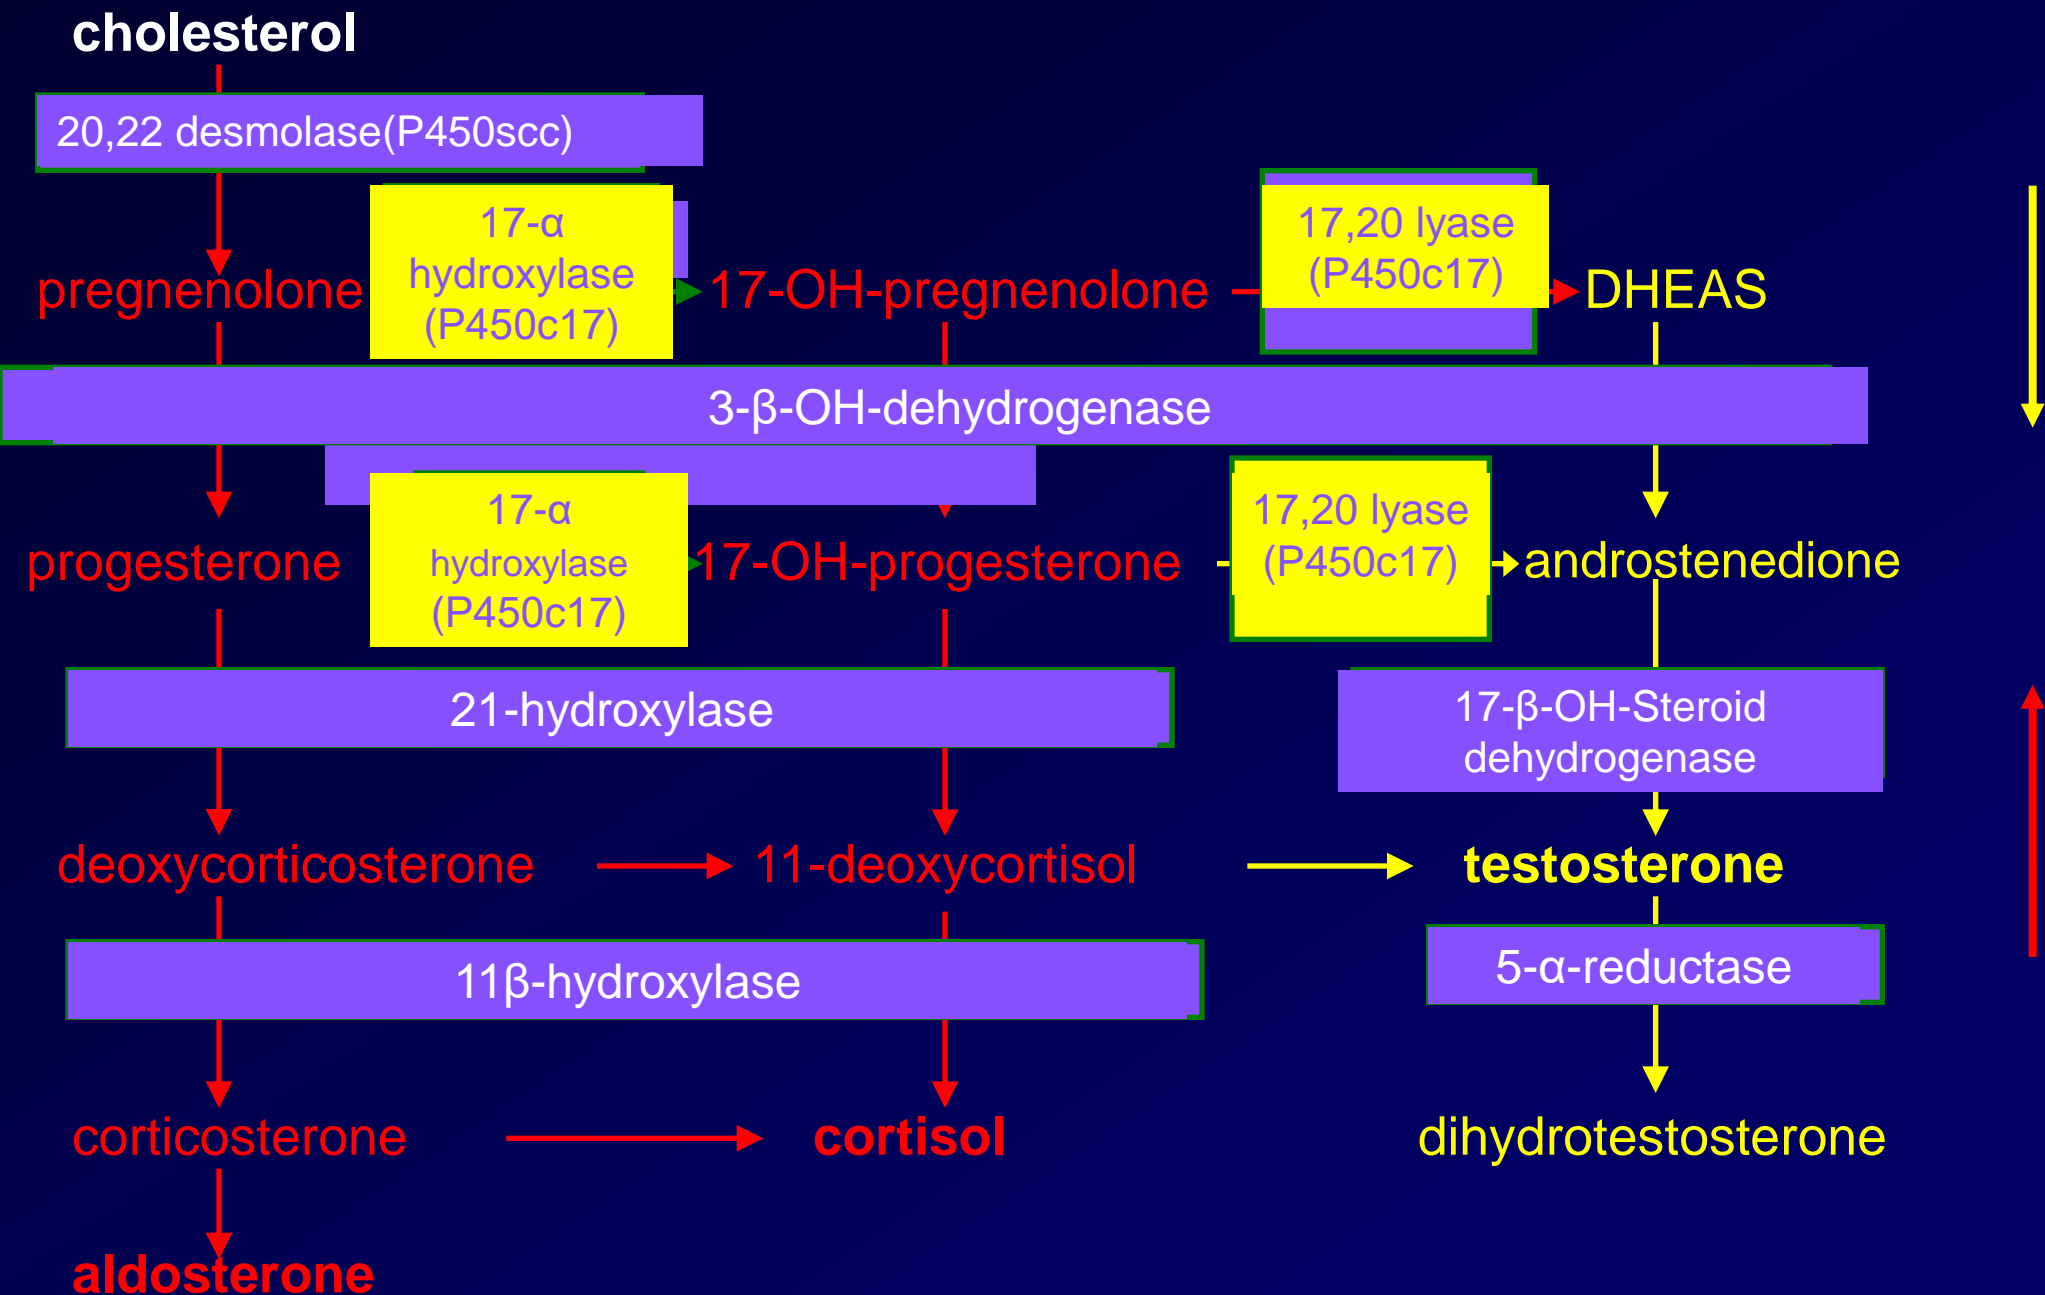 cholesterol
20,22 desmolase(P450scc)
17-α
hydroxylase
(P450c17)
17,20 lyase
(P450c17)
pregnenolone
17-OH-pregnenolone
DHEAS
3-β-OH-dehydrogenase
17-α
hydroxylase
(P450c17)
17,20 lyase
(P450c17)
progesterone
17-OH-progesterone
androstenedione
21-hydroxylase
17-β-OH-Steroid
dehydrogenase
deoxycorticosterone
11-deoxycortisol
testosterone
11β-hydroxylase
5-α-reductase
corticosterone
cortisol
dihydrotestosterone
aldosterone